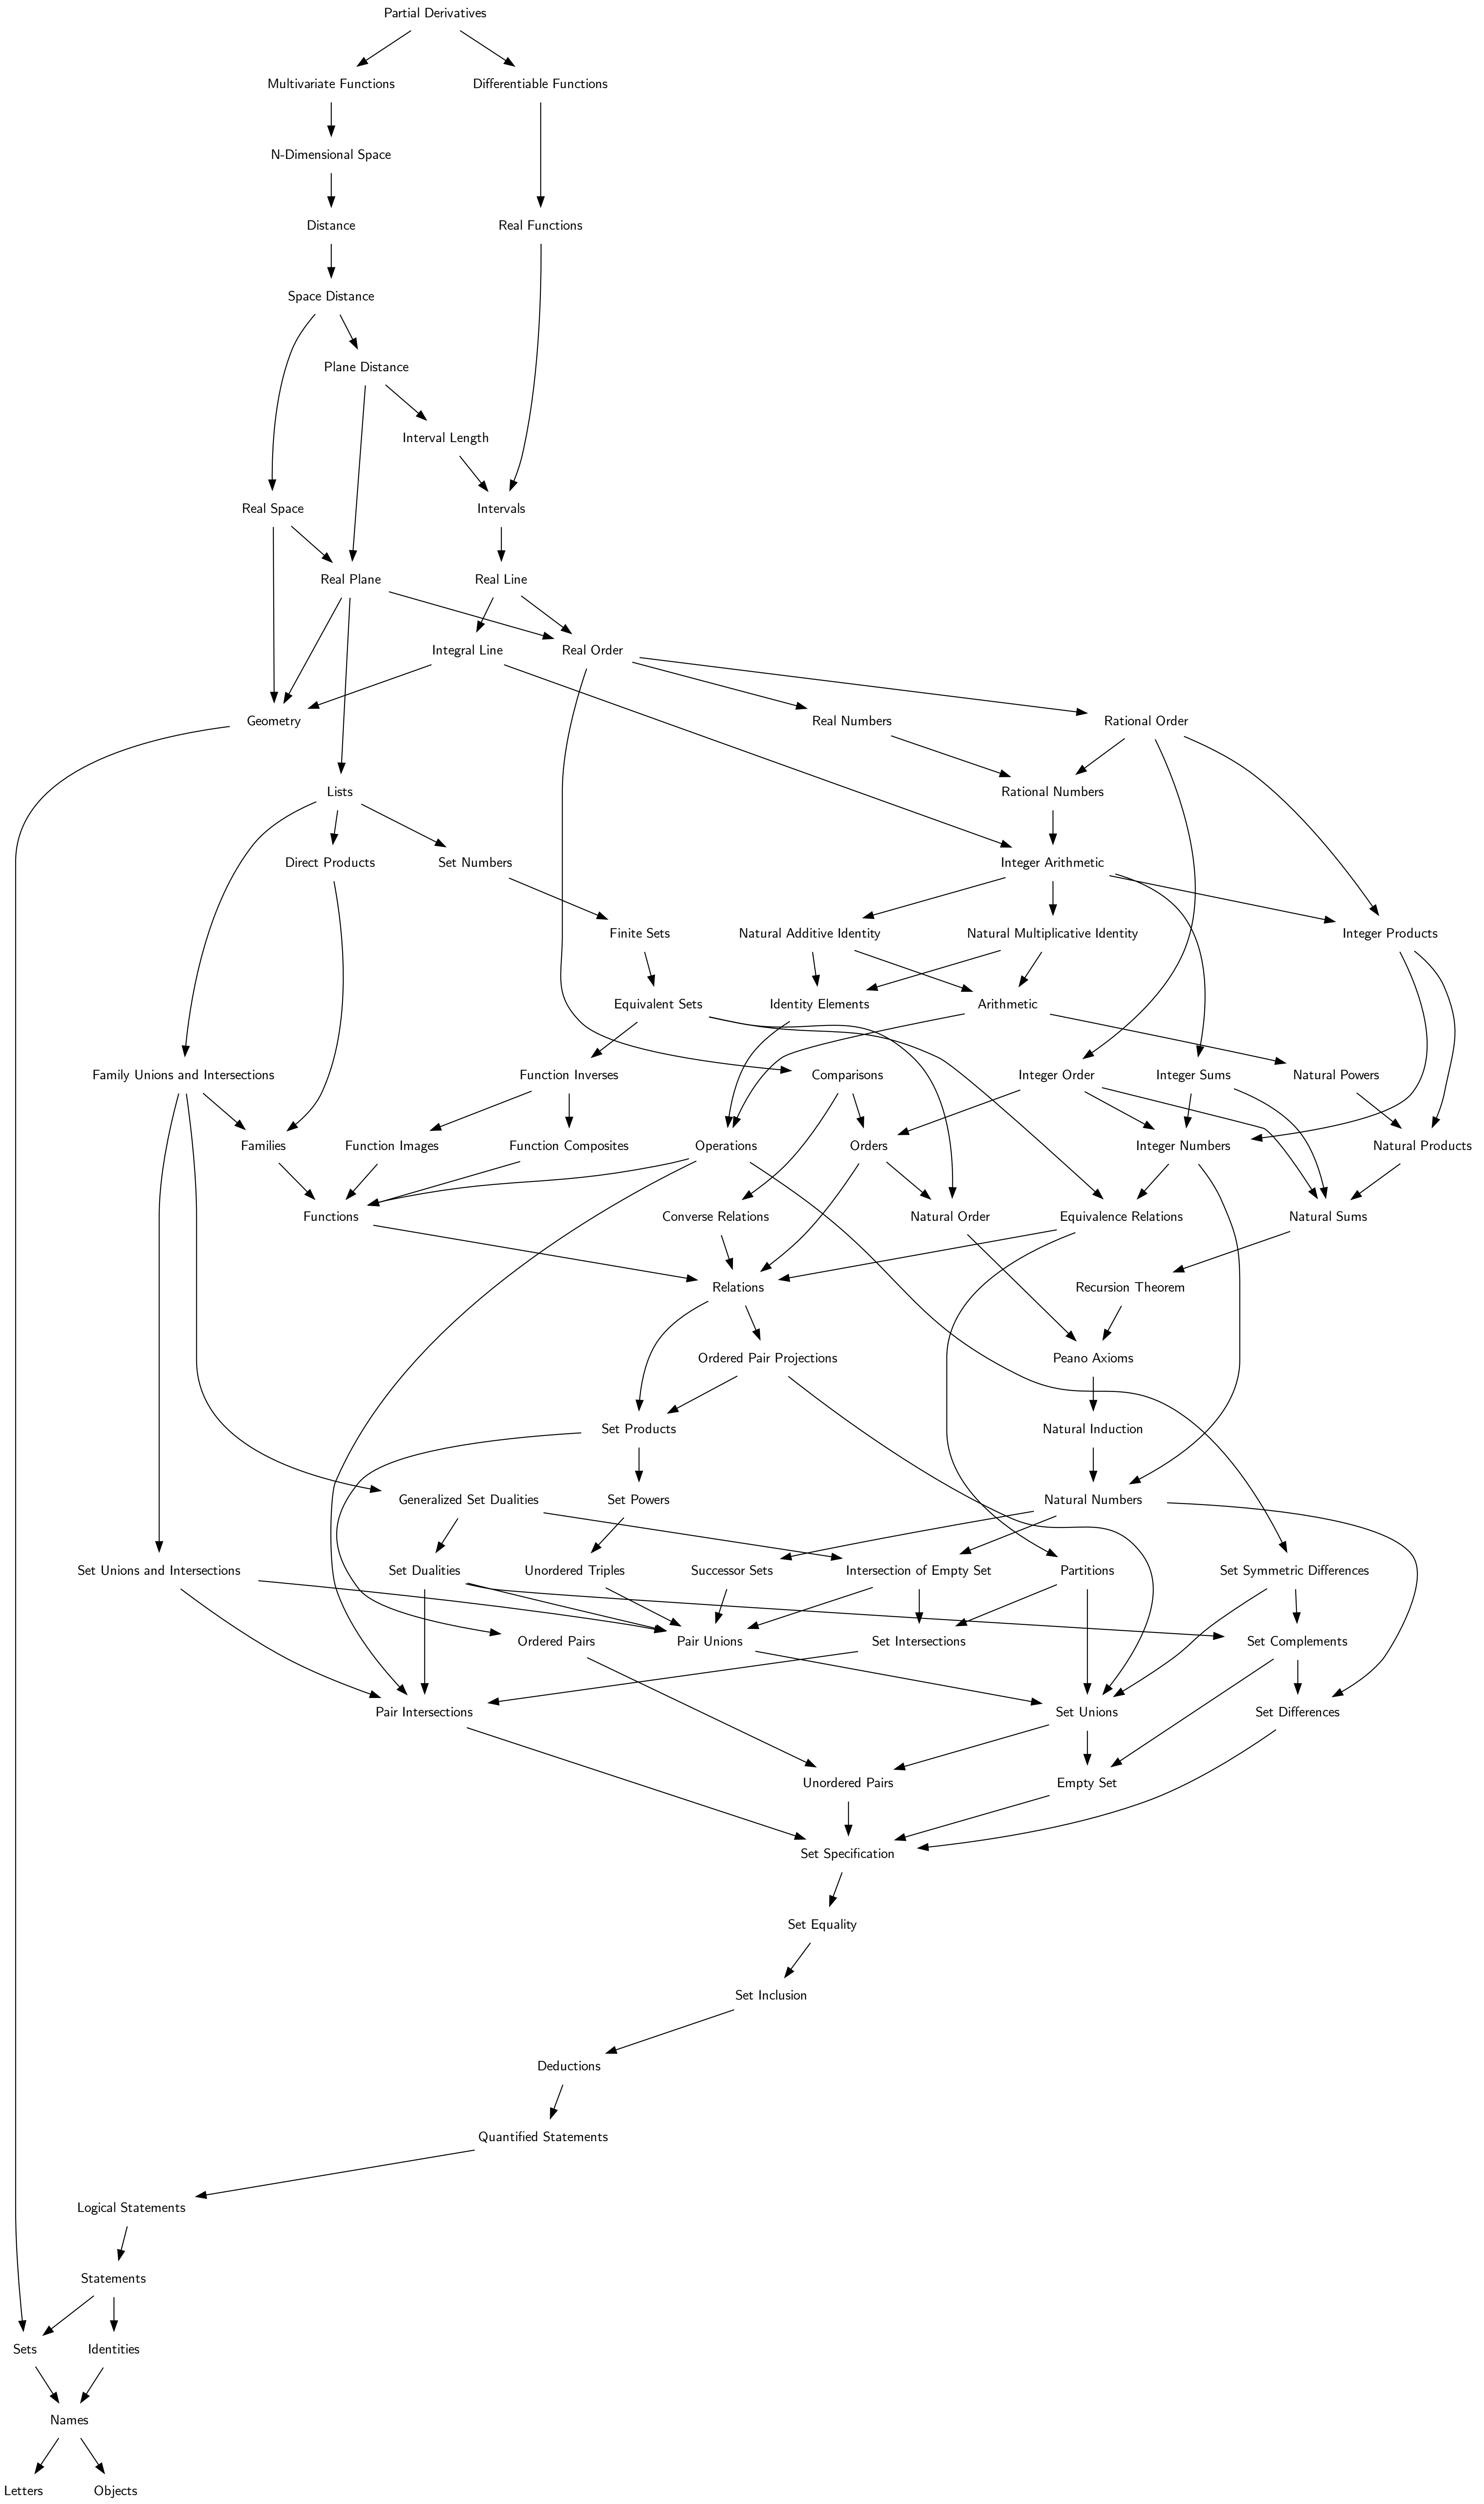 Partial Derivatives
Multivariate Functions
Differentiable Functions
N-Dimensional Space
Distance
Real Functions
Space Distance
Plane Distance
Interval Length
Real Space
Intervals
Real Plane
Real Line
Integral Line
Real Order
Geometry
Real Numbers
Rational Order
Lists
Rational Numbers
Direct Products
Set Numbers
Integer Arithmetic
Finite Sets
Natural Additive Identity
Natural Multiplicative Identity
Integer Products
Equivalent Sets
Identity Elements
Arithmetic
Family Unions and Intersections
Function Inverses
Comparisons
Integer Order
Integer Sums
Natural Powers
Families
Function Images
Function Composites
Operations
Orders
Integer Numbers
Natural Products
Functions
Converse Relations
Natural Order
Equivalence Relations
Natural Sums
Relations
Recursion Theorem
Ordered Pair Projections
Peano Axioms
Set Products
Natural Induction
Generalized Set Dualities
Set Powers
Natural Numbers
Set Unions and Intersections
Set Dualities
Unordered Triples
Successor Sets
Intersection of Empty Set
Partitions
Set Symmetric Differences
Ordered Pairs
Pair Unions
Set Intersections
Set Complements
Pair Intersections
Set Unions
Set Differences
Unordered Pairs
Empty Set
Set Specification
Set Equality
Set Inclusion
Deductions
Quantified Statements
Logical Statements
Statements
Sets
Identities
Names
Letters
Objects